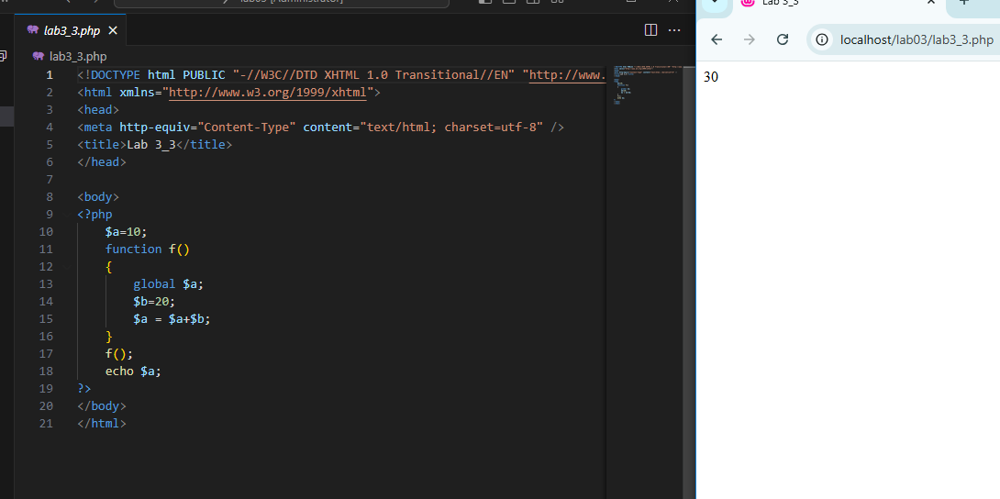 lab3_3.php
lab3_3.php
1 <!DOCTYPE html PUBLIC "-//W3C//DTD XHTML 1.0 Transitional//EN" "http://www.
2 <html xmlns="http://www.w3.org/1999/xhtml">
3 <head>
4 <meta http-equiv="Content-Type" content="text/html; charset=utf-8" />
5 <title>Lab 3_3</title>
6 </head>
7
8 <body>
9 <?php
10 $a=10;
11 function f()
12 {
13 global $a;
14 $b=20;
15 $a = $a+$b;
16 }
17 f();
18 echo $a;
19 ?>
20 </body>
21 </html>
Lab 3_3
localhost/lab03/lab3_3.php
30